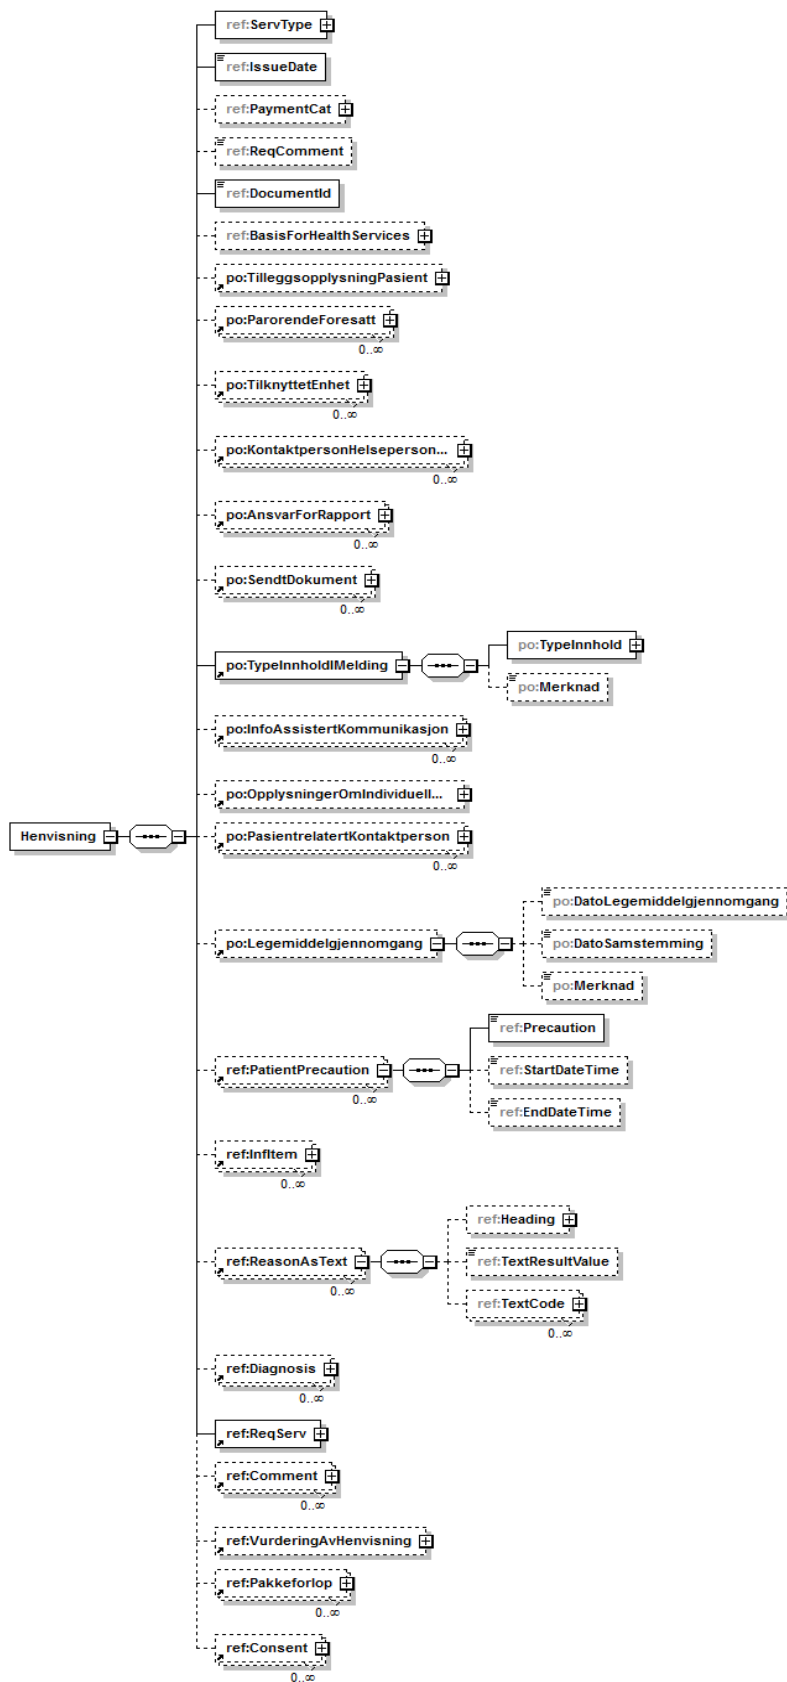 ref:ServType
ref:IssueDate
ref:PaymentCat
ref:ReqComment
ref:DocumentId
ref:BasisForHealthServices
po:TilleggsopplysningPasient
po:ParorendeForesatt
0..∞
po:TilknyttetEnhet
0..∞
po:KontaktpersonHelseperson...
0..∞
po:AnsvarForRapport
0..∞
po:SendtDokument
0..∞
po:TypeInnholdIMelding
po:TypeInnhold
po:Merknad
po:InfoAssistertKommunikasjon
0..∞
po:OpplysningerOmIndividuell...
Henvisning
po:PasientrelatertKontaktperson
0..∞
po:Legemiddelgjennomgang
po:DatoLegemiddelgjennomgang
po:DatoSamstemming
po:Merknad
ref:PatientPrecaution
0..∞
ref:Precaution
ref:StartDateTime
ref:EndDateTime
ref:InfItem
0..∞
ref:ReasonAsText
0..∞
ref:Heading
ref:TextResultValue
ref:TextCode
0..∞
ref:Diagnosis
0..∞
ref:ReqServ
ref:Comment
0..∞
ref:VurderingAvHenvisning
ref:Pakkeforlop
0..∞
ref:Consent
0..∞